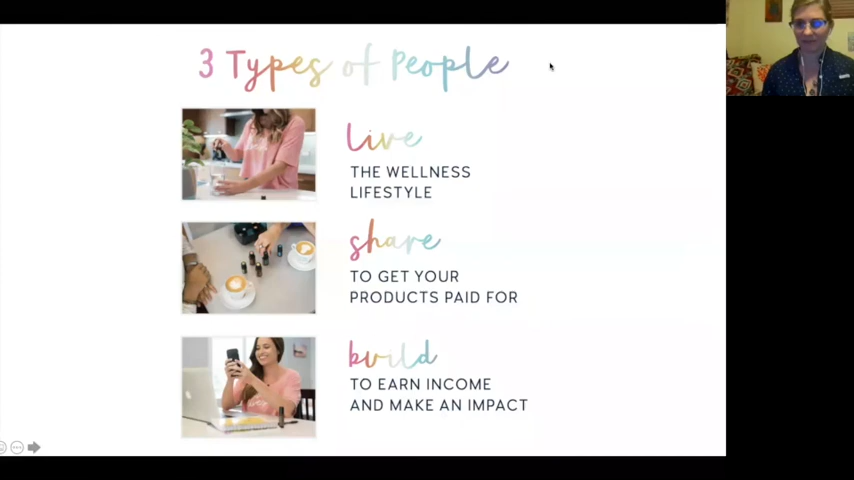 3 Types of People
live
THE WELLNESS
LIFESTYLE
share
TO GET YOUR
PRODUCTS PAID FOR
build
TO EARN INCOME
AND MAKE AN IMPACT